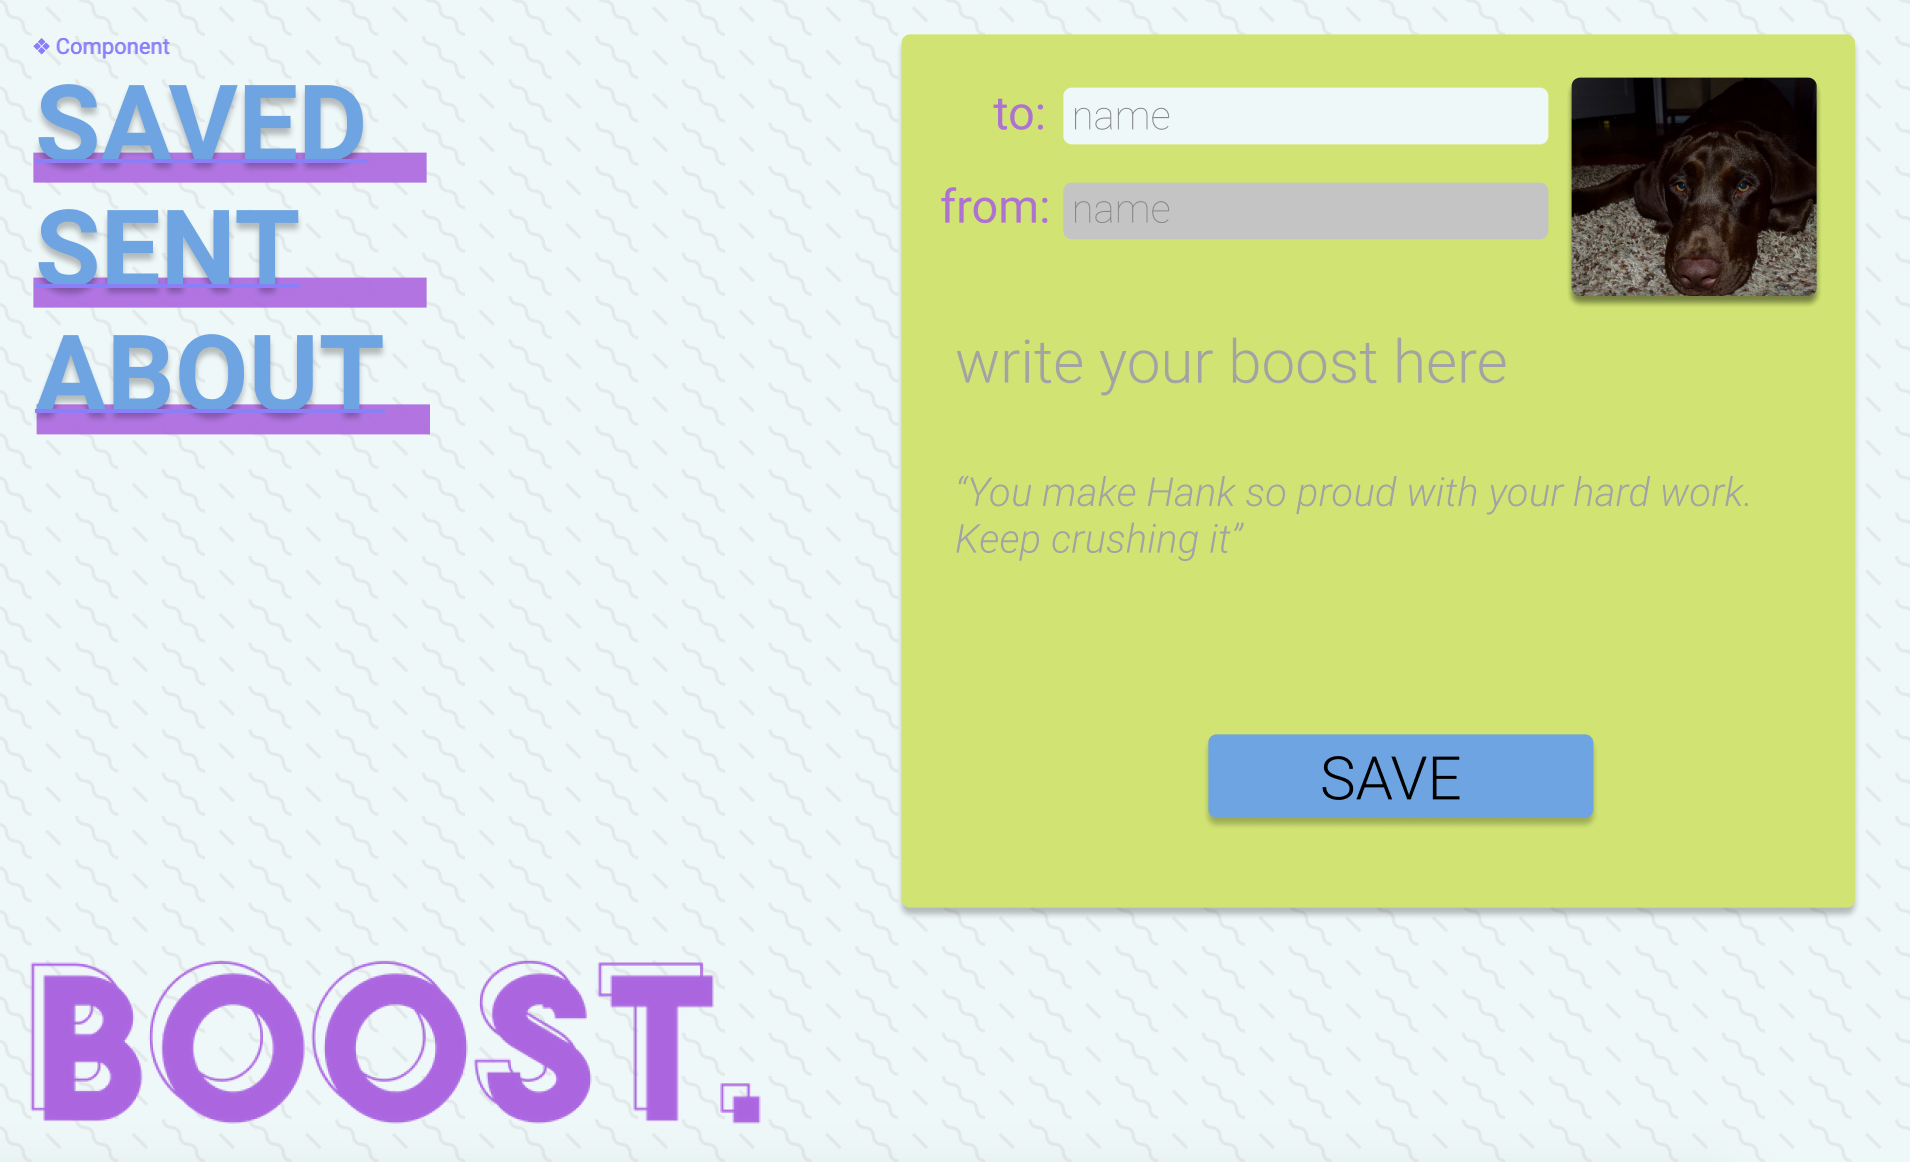 Component
SAVED
SENT
ABOUT
to: name
from: name
write your boost here
“You make Hank so proud with your hard work.
Keep crushing it”
SAVE
BOOST.